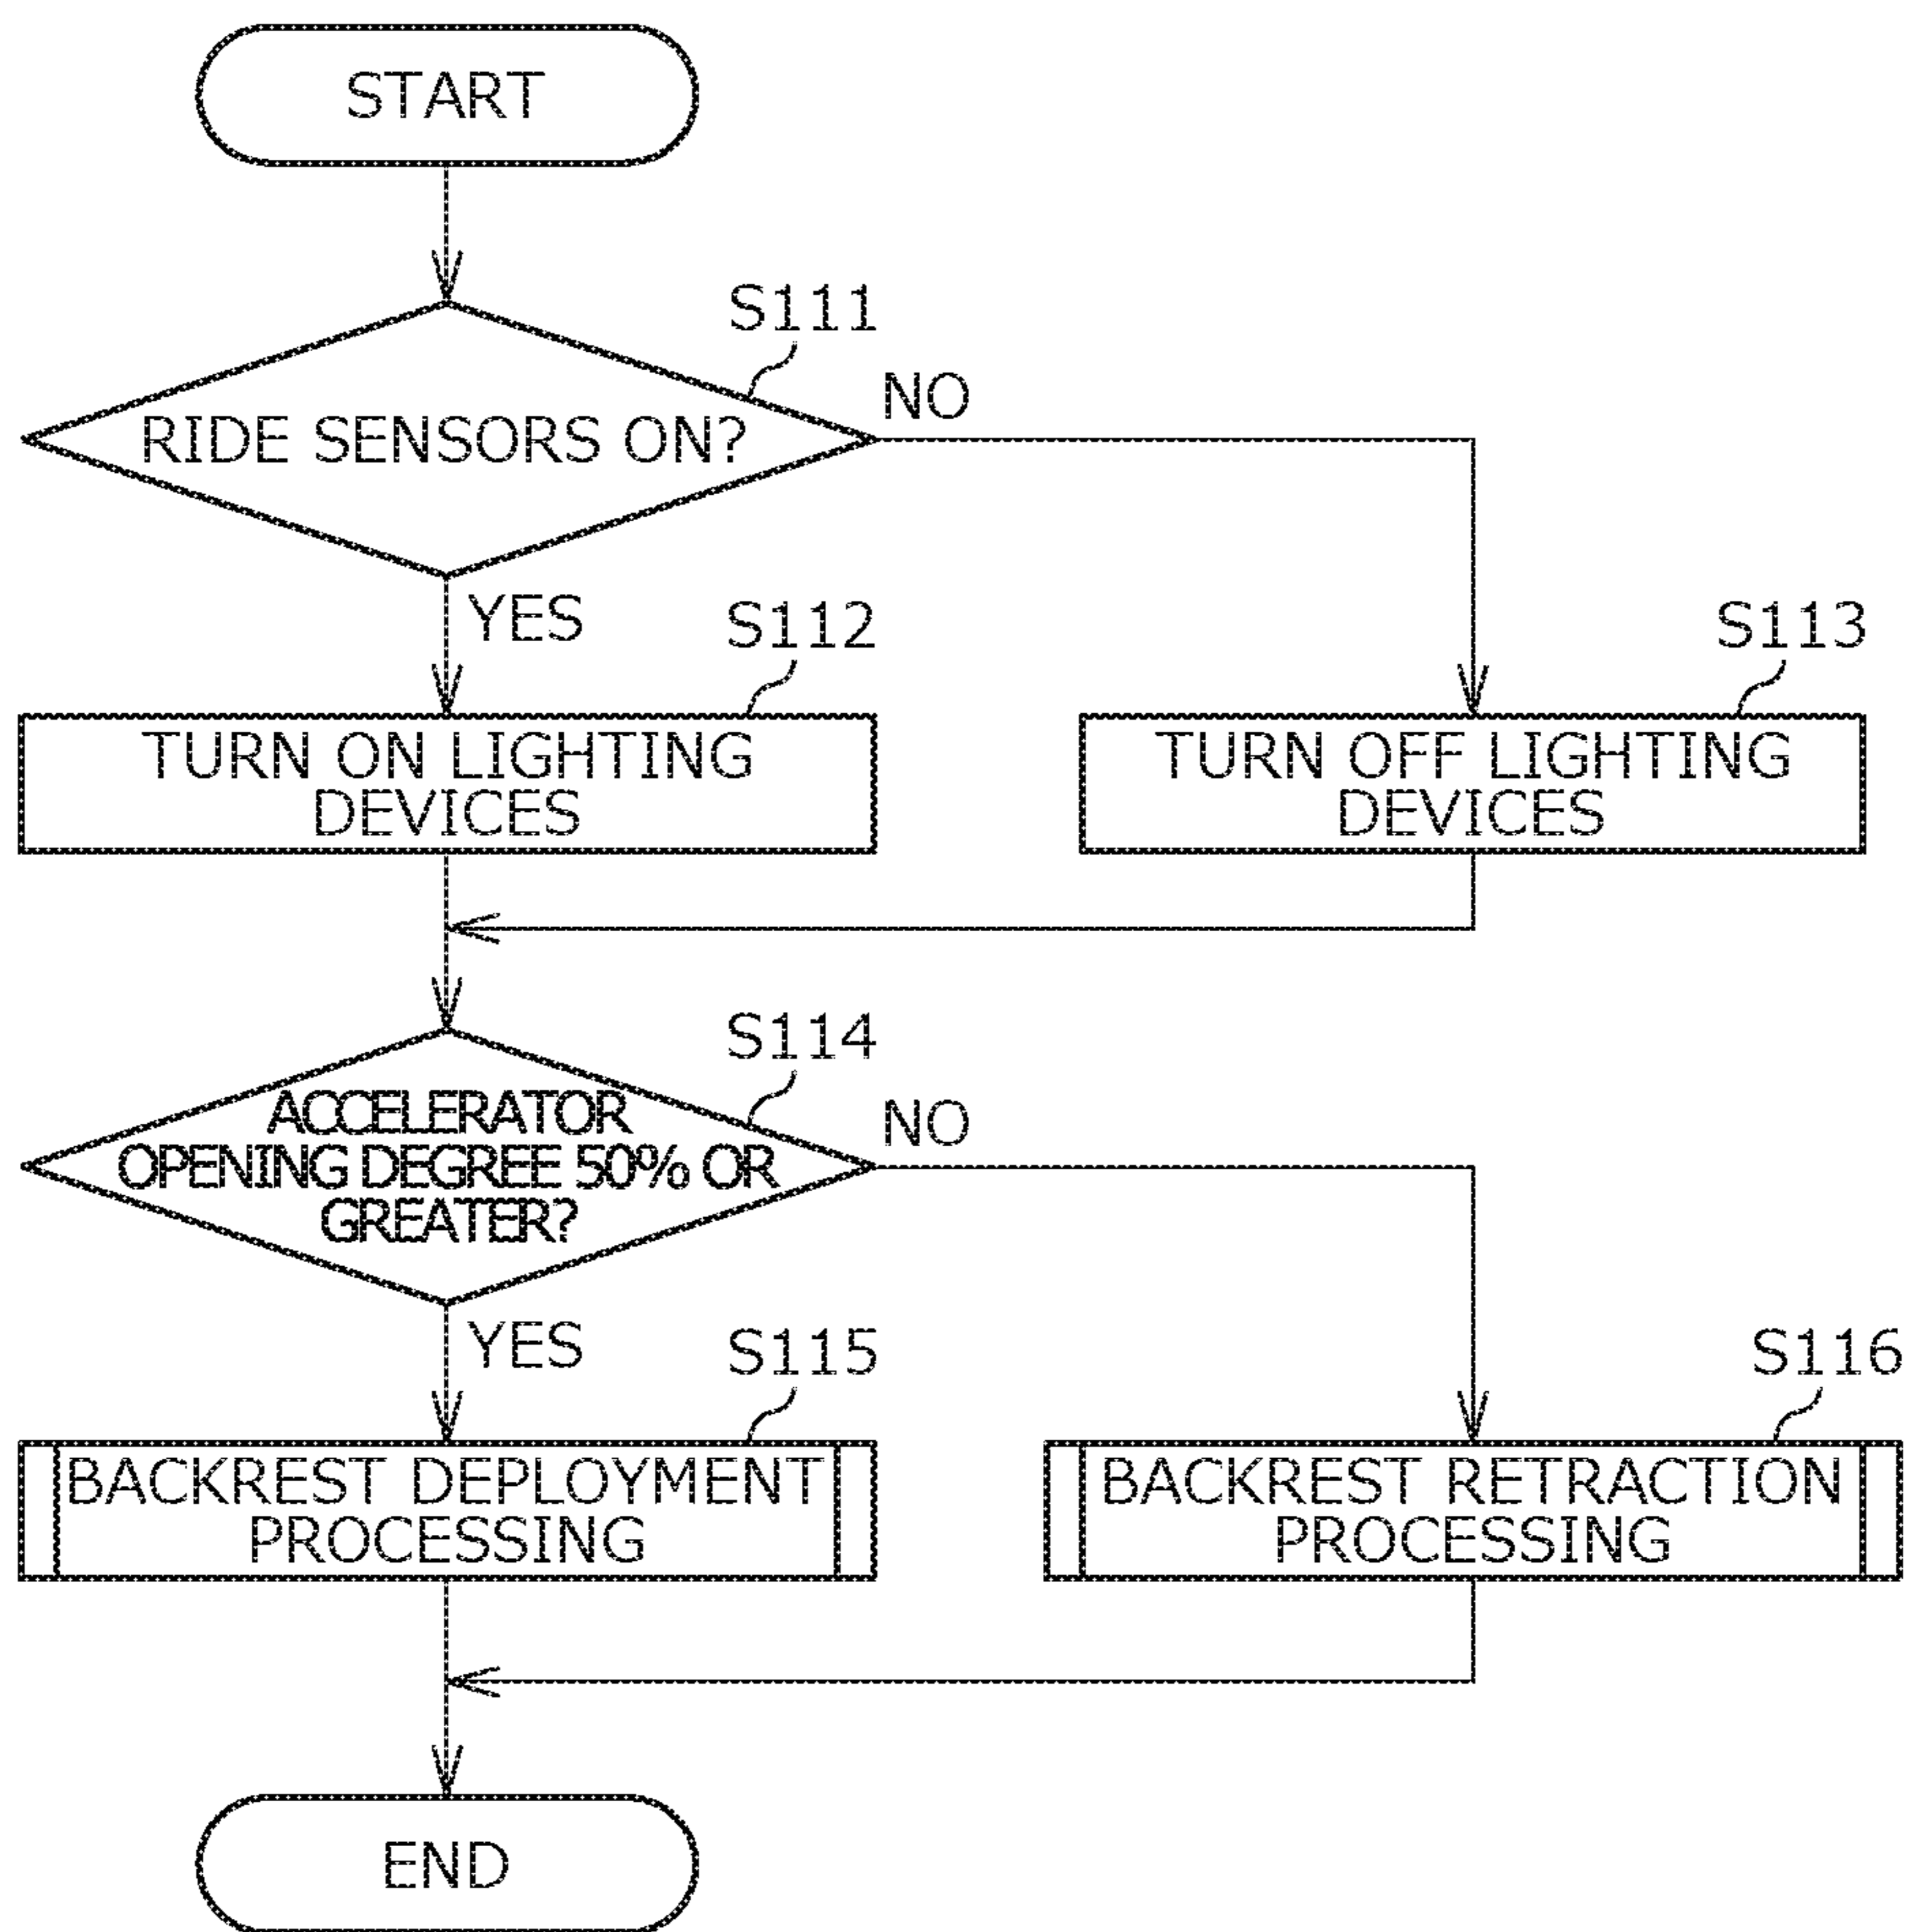 START
S111
RIDE SENSORS ON?
NO
YES
S112
S113
TURN ON LIGHTING
DEVICES
TURN OFF LIGHTING
DEVICES
S114
ACCELERATOR
OPENING DEGREE 50% OR
GREATER?
NO
YES
S115
S116
BACKREST DEPLOYMENT
PROCESSING
BACKREST RETRACTION
PROCESSING
END